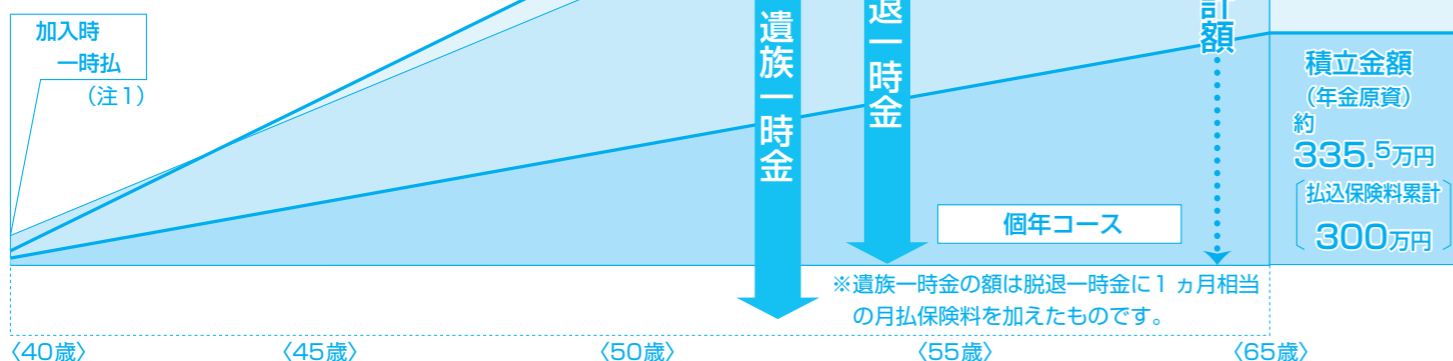 加入時
一時払
（注1）
遺族一時金
退一時金
計額
積立金額
（年金原資）
約
335.5万円
払込保険料累計
300万円
個年コース
※遺族一時金の額は脱退一時金に1ヵ月相当
の月払保険料を加えたものです。
〈40歳〉 〈45歳〉 〈50歳〉 〈55歳〉 〈65歳〉